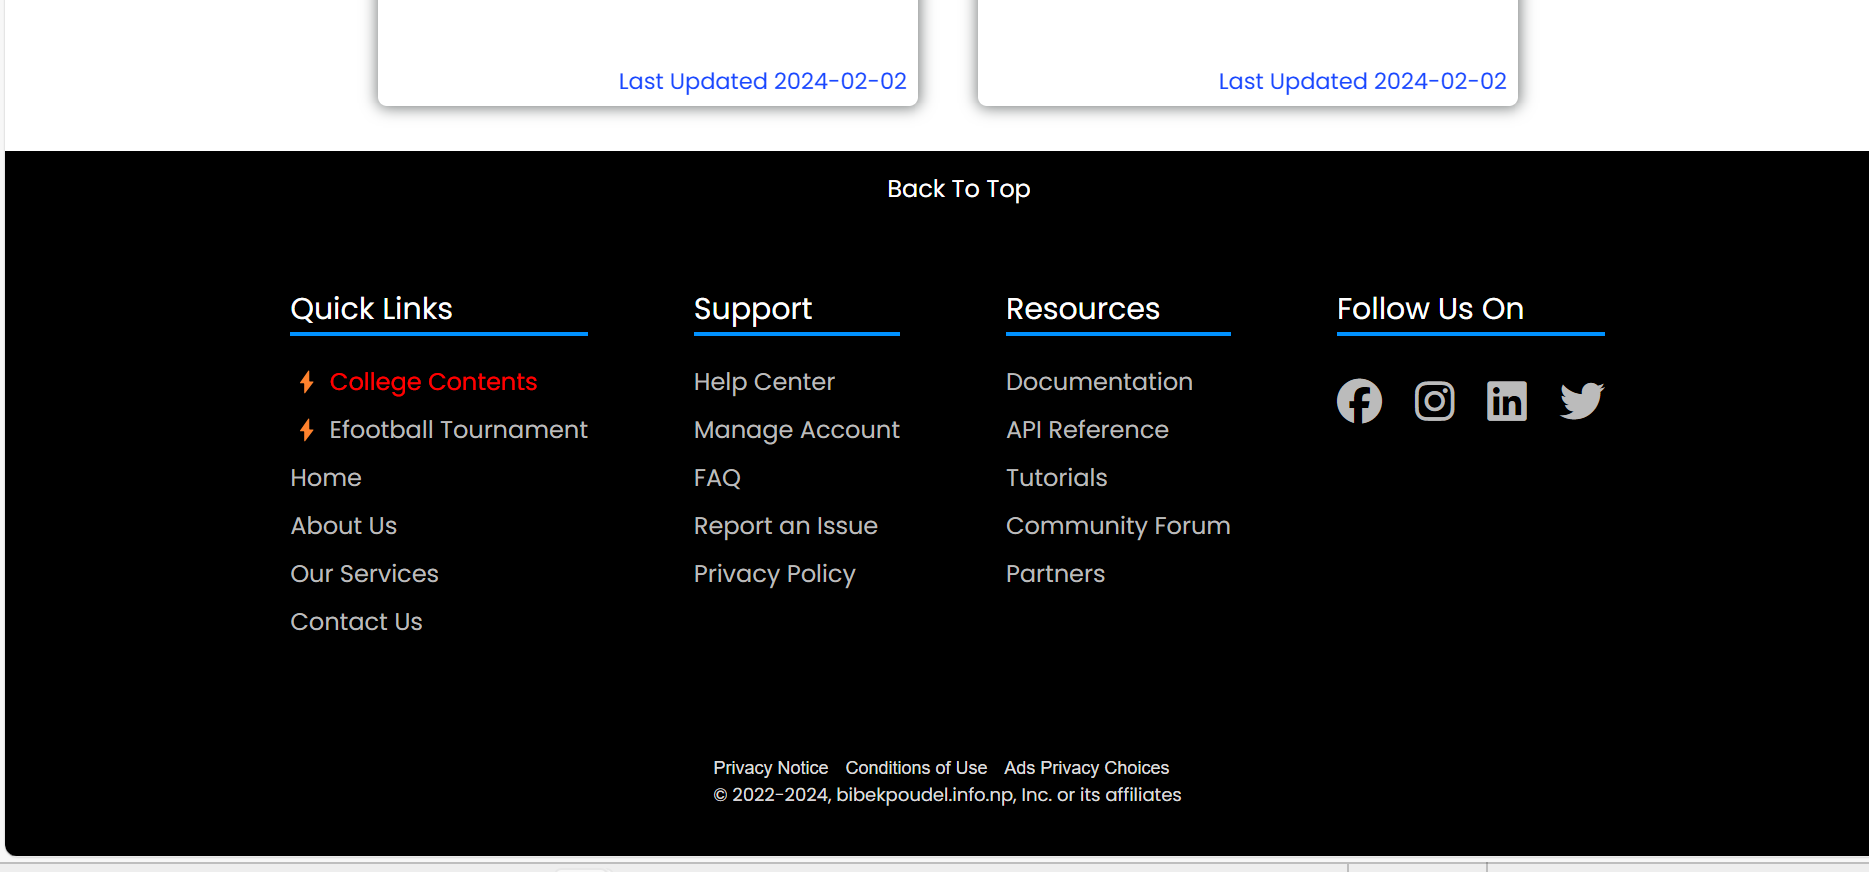 Last Updated 2024-02-02
Last Updated 2024-02-02
Back To Top
Quick Links
College Contents
Efootball Tournament
Home
About Us
Our Services
Contact Us
Support
Help Center
Manage Account
FAQ
Report an Issue
Privacy Policy
Resources
Documentation
API Reference
Tutorials
Community Forum
Partners
Follow Us On
Privacy Notice Conditions of Use Ads Privacy Choices
© 2022-2024, bibekpoudel.info.np, Inc. or its affiliates